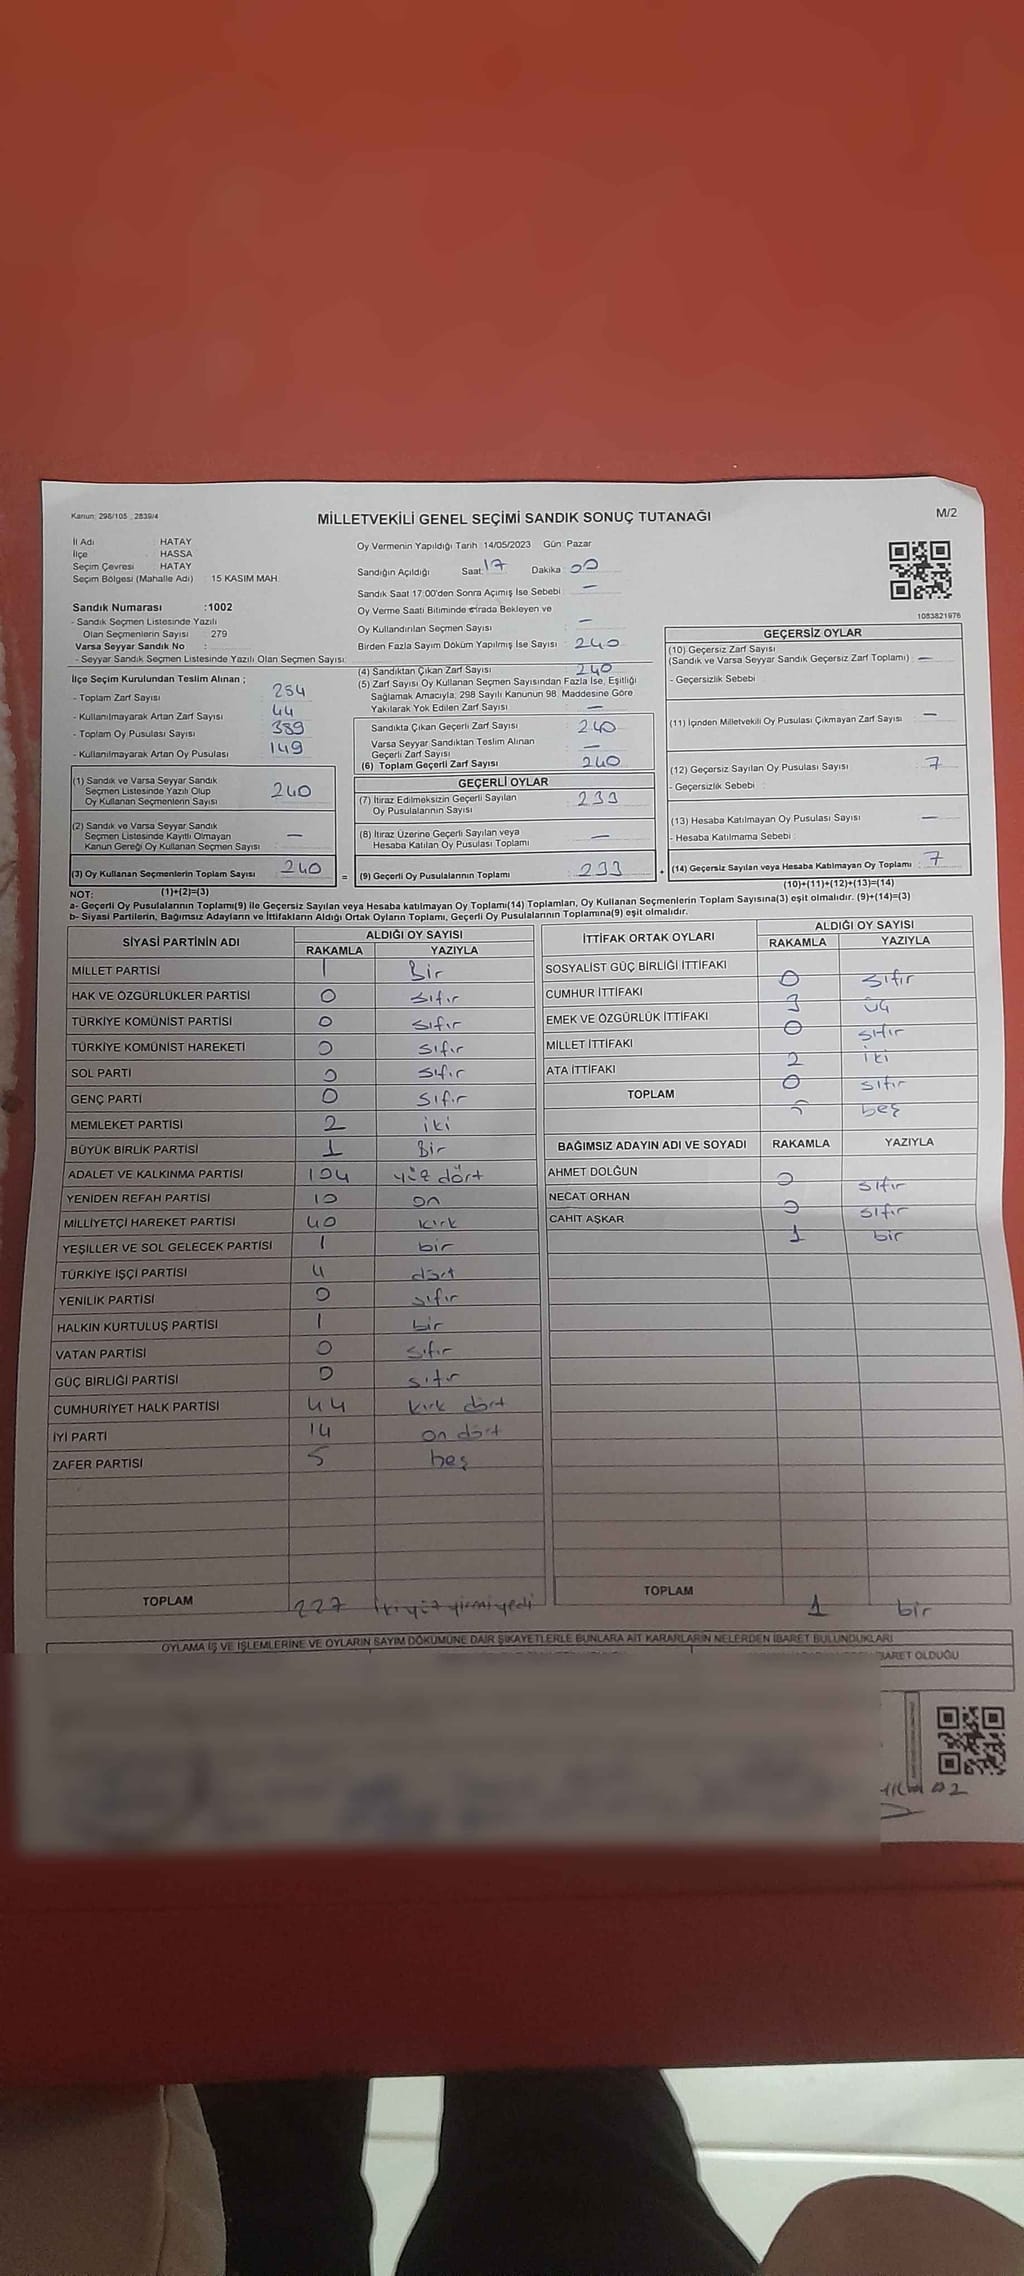 Kanun: 298/105 , 2839/4
MİLLETVEKİLİ GENEL SEÇİMİ SANDIK SONUÇ TUTANAĞI
M/2
İl Adı HATAY
İlçe : HASSA
Seçim Çevresi HATAY
Seçim Bölgesi (Mahalle Adı) 15 KASIM MAH.
Sandık Numarası :1002
- Sandık Seçmen Listesinde Yazılı
Olan Seçmenlerin Sayısı : 279
Varsa Seyyar Sandık No :
- Seyyar Sandık Seçmen Listesinde Yazılı Olan Seçmen Sayısı:
Oy Vermenin Yapıldığı Tarih 14/05/2023 Gün: Pazar
Sandığın Açıldığı Saat: 17 Dakika 00
Sandık Saat 17:00'den Sonra Açımış İse Sebebi : —
Oy Verme Saati Bitiminde Sırada Bekleyen ve
Oy Kullandırılan Seçmen Sayısı : —
Birden Fazla Sayım Döküm Yapılmış İse Sayısı : 240
1083821976
İlçe Seçim Kurulundan Teslim Alınan ;
- Toplam Zarf Sayısı : 284
- Kullanılmayarak Artan Zarf Sayısı : 44
- Toplam Oy Pusulası Sayısı : 389
- Kullanılmayarak Artan Oy Pusulası : 149
(1) Sandık ve Varsa Seyyar Sandık
Seçmen Listesinde Yazılı Olup
Oy Kullanan Seçmenlerin Sayısı : 240
(2) Sandık ve Varsa Seyyar Sandık
Seçmen Listesinde Kayıtlı Olmayan
Kanun Gereği Oy Kullanan Seçmen Sayısı : —
(3) Oy Kullanan Seçmenlerin Toplam Sayısı : 240
(1)+(2)=(3)
(4) Sandıktan Çıkan Zarf Sayısı : 240
(5) Zarf Sayısı Oy Kullanan Seçmen Sayısından Fazla İse, Eşitliği
Sağlamak Amacıyla; 298 Sayılı Kanunun 98. Maddesine Göre
Yakılarak Yok Edilen Zarf Sayısı : —
Sandıkta Çıkan Geçerli Zarf Sayısı : 240
Varsa Seyyar Sandıktan Teslim Alınan
Geçerli Zarf Sayısı : —
(6) Toplam Geçerli Zarf Sayısı : 240
GEÇERLİ OYLAR
(7) İtiraz Edilmeksizin Geçerli Sayılan
Oy Pusulalarının Sayısı : 233
(8) İtiraz Üzerine Geçerli Sayılan veya
Hesaba Katılan Oy Pusulası Toplamı : —
= (9) Geçerli Oy Pusulalarının Toplamı : 233
GEÇERSİZ OYLAR
(10) Geçersiz Zarf Sayısı
(Sandık ve Varsa Seyyar Sandık Geçersiz Zarf Toplamı) : —
- Geçersizlik Sebebi
(11) İçinden Milletvekili Oy Pusulası Çıkmayan Zarf Sayısı : —
(12) Geçersiz Sayılan Oy Pusulası Sayısı : 7
- Geçersizlik Sebebi :
(13) Hesaba Katılmayan Oy Pusulası Sayısı : —
- Hesaba Katılmama Sebebi :
+ (14) Geçersiz Sayılan veya Hesaba Katılmayan Oy Toplamı : 7
(10)+(11)+(12)+(13)=(14)
NOT:
a- Geçerli Oy Pusulalarının Toplamı(9) ile Geçersiz Sayılan veya Hesaba katılmayan Oy Toplamı(14) Toplamları, Oy Kullanan Seçmenlerin Toplam Sayısına(3) eşit olmalıdır. (9)+(14)=(3)
b- Siyasi Partilerin, Bağımsız Adayların ve İttifakların Aldığı Ortak Oyların Toplamı, Geçerli Oy Pusulalarının Toplamına(9) eşit olmalıdır.
SİYASİ PARTİNİN ADI
ALDIĞI OY SAYISI
RAKAMLA YAZIYLA
MİLLET PARTİSİ 1 Bir
HAK VE ÖZGÜRLÜKLER PARTİSİ 0 sıfır
TÜRKİYE KOMÜNİST PARTİSİ 0 sıfır
TÜRKİYE KOMÜNİST HAREKETİ 0 sıfır
SOL PARTİ 0 sıfır
GENÇ PARTİ 0 sıfır
MEMLEKET PARTİSİ 2 iki
BÜYÜK BİRLİK PARTİSİ 1 Bir
ADALET VE KALKINMA PARTİSİ 104 yüz dört
YENİDEN REFAH PARTİSİ 10 on
MİLLİYETÇİ HAREKET PARTİSİ 40 kırk
YEŞİLLER VE SOL GELECEK PARTİSİ 1 bir
TÜRKİYE İŞÇİ PARTİSİ 4 dört
YENİLİK PARTİSİ 0 sıfır
HALKIN KURTULUŞ PARTİSİ 1 bir
VATAN PARTİSİ 0 sıfır
GÜÇ BİRLİĞİ PARTİSİ 0 sıfır
CUMHURİYET HALK PARTİSİ 44 kırk dört
İYİ PARTİ 14 on dört
ZAFER PARTİSİ 5 beş
TOPLAM 227 ikiyüz yirmi yedi
İTTİFAK ORTAK OYLARI
ALDIĞI OY SAYISI
RAKAMLA YAZIYLA
SOSYALİST GÜÇ BİRLİĞİ İTTİFAKI 0 sıfır
CUMHUR İTTİFAKI 3 üç
EMEK VE ÖZGÜRLÜK İTTİFAKI 0 sıfır
MİLLET İTTİFAKI 2 iki
ATA İTTİFAKI 0 sıfır
TOPLAM beş
BAĞIMSIZ ADAYIN ADI VE SOYADI RAKAMLA YAZIYLA
AHMET DOLĞUN 0 sıfır
NECAT ORHAN 0 sıfır
CAHİT AŞKAR 1 bir
TOPLAM 1 bir
OYLAMA İŞ VE İŞLEMLERİNE VE OYLARIN SAYIM DÖKÜMÜNE DAİR ŞİKAYETLERLE BUNLARA AİT KARARLARIN NELERDEN İBARET BULUNDUKLARI
İBARET OLDUĞU